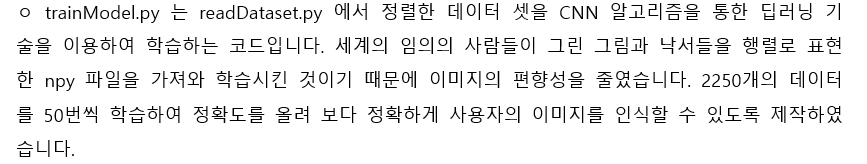 ㅇ trainModel.py 는 readDataset.py 에서 정렬한 데이터 셋을 CNN 알고리즘을 통한 딥러닝 기
술을 이용하여 학습하는 코드입니다. 세계의 임의의 사람들이 그린 그림과 낙서들을 행렬로 표현
한 npy 파일을 가져와 학습시킨 것이기 때문에 이미지의 편향성을 줄였습니다. 2250개의 데이터
를 50번씩 학습하여 정확도를 올려 보다 정확하게 사용자의 이미지를 인식할 수 있도록 제작하였
습니다.